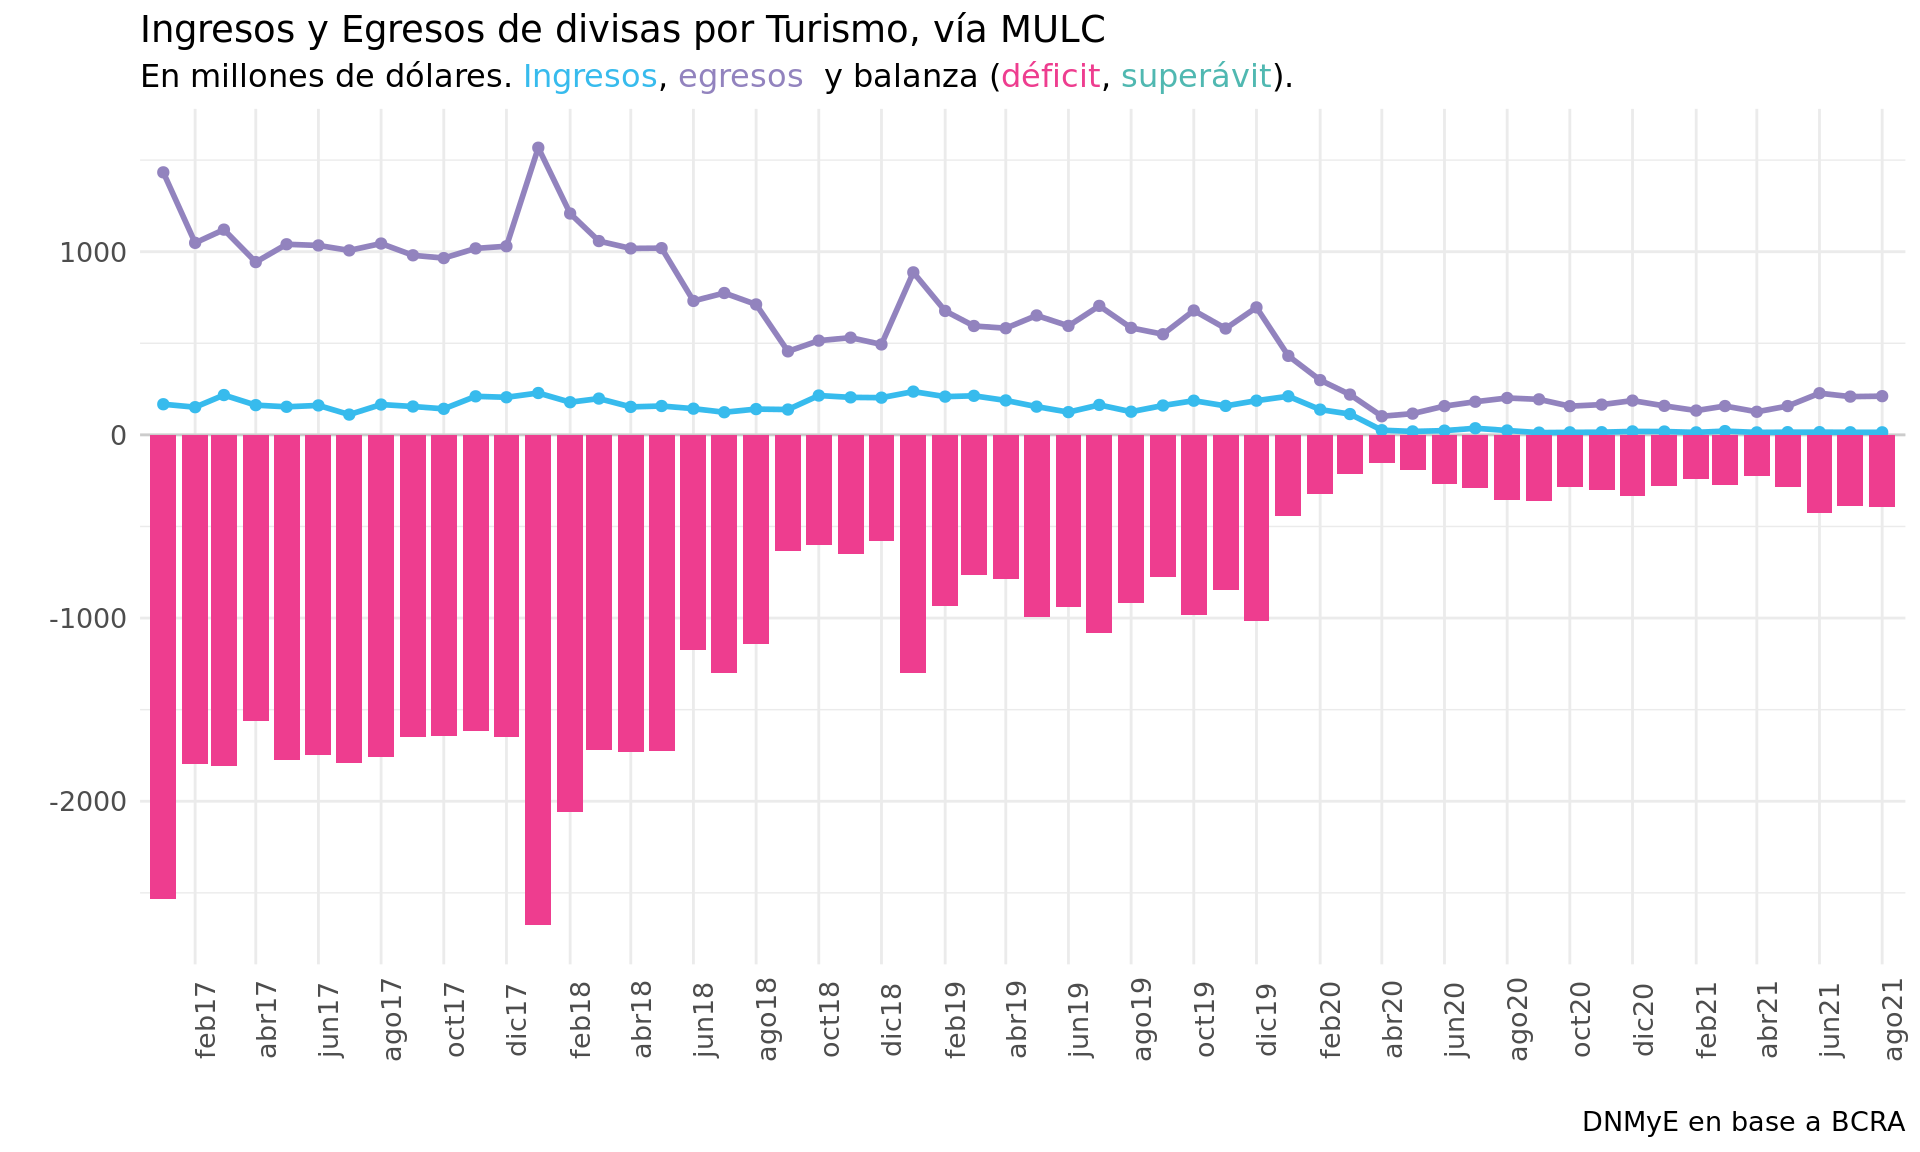 Ingresos y Egresos de divisas por Turismo, vía MULC
En millones de dólares. Ingresos, egresos  y balanza (déficit, superávit).
1000
0
-1000
-2000
feb17
abr17
jun17
ago17
oct17
dic17
feb18
abr18
jun18
ago18
oct18
dic18
feb19
abr19
jun19
ago19
oct19
dic19
feb20
abr20
jun20
ago20
oct20
dic20
feb21
abr21
jun21
ago21
DNMyE en base a BCRA